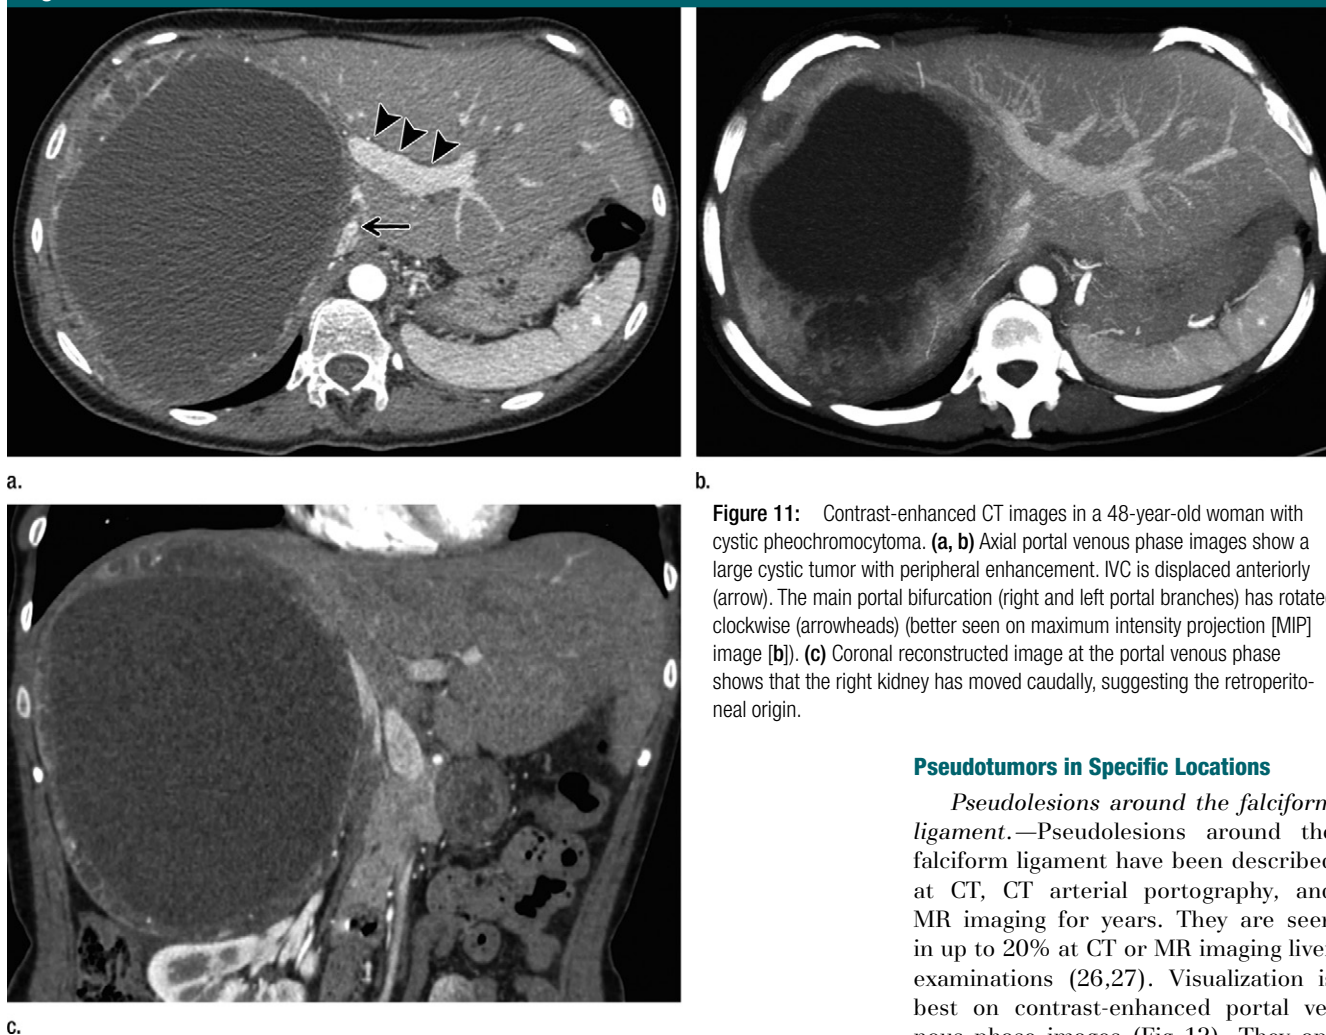 a.
b.
Figure 11: Contrast-enhanced CT images in a 48-year-old woman with
cystic pheochromocytoma. (a, b) Axial portal venous phase images show a
large cystic tumor with peripheral enhancement. IVC is displaced anteriorly
(arrow). The main portal bifurcation (right and left portal branches) has rotate
clockwise (arrowheads) (better seen on maximum intensity projection [MIP]
image [b]). (c) Coronal reconstructed image at the portal venous phase
shows that the right kidney has moved caudally, suggesting the retroperito-
neal origin.
c.
Pseudotumors in Specific Locations
Pseudolesions around the falciform
ligament.—Pseudolesions around the
falciform ligament have been described
at CT, CT arterial portography, and
MR imaging for years. They are seen
in up to 20% at CT or MR imaging liver
examinations (26,27). Visualization is
best on contrast-enhanced portal ve